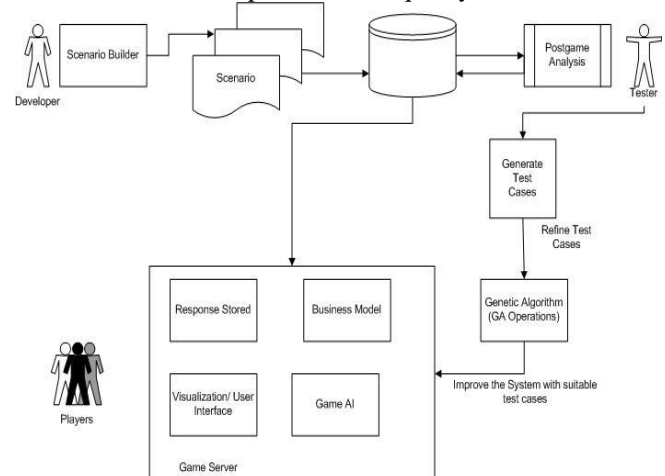 Scenario Builder
Developer
Scenario
Postgame
Analysis
Tester
Generate
Test
Cases
Refine Test
Cases
Genetic Algorithm
(GA Operations)
Improve the System with suitable
test cases
Response Stored
Business Model
Visualization/ User
Interface
Game AI
Game Server
Players